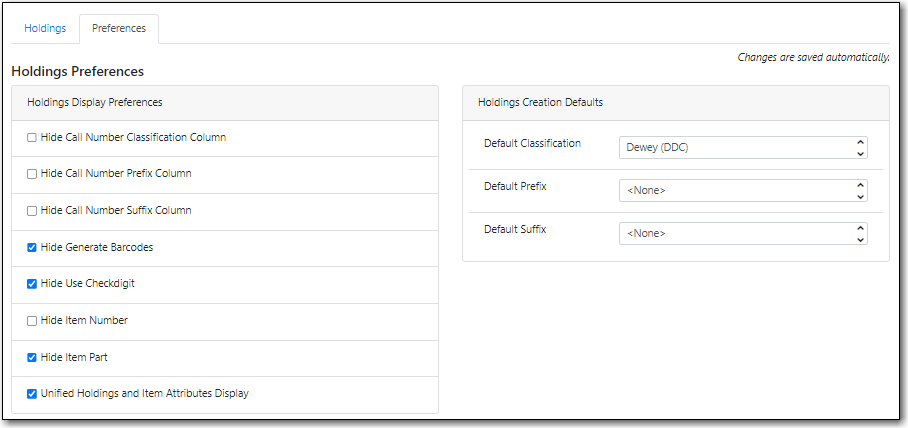 Holdings
Preferences
Changes are saved automatically.
Holdings Preferences
Holdings Display Preferences
Hide Call Number Classification Column
Hide Call Number Prefix Column
Hide Call Number Suffix Column
Hide Generate Barcodes
Hide Use Checkdigit
Hide Item Number
Hide Item Part
Unified Holdings and Item Attributes Display
Holdings Creation Defaults
Default Classification
Dewey (DDC)
Default Prefix
<None>
Default Suffix
<None>